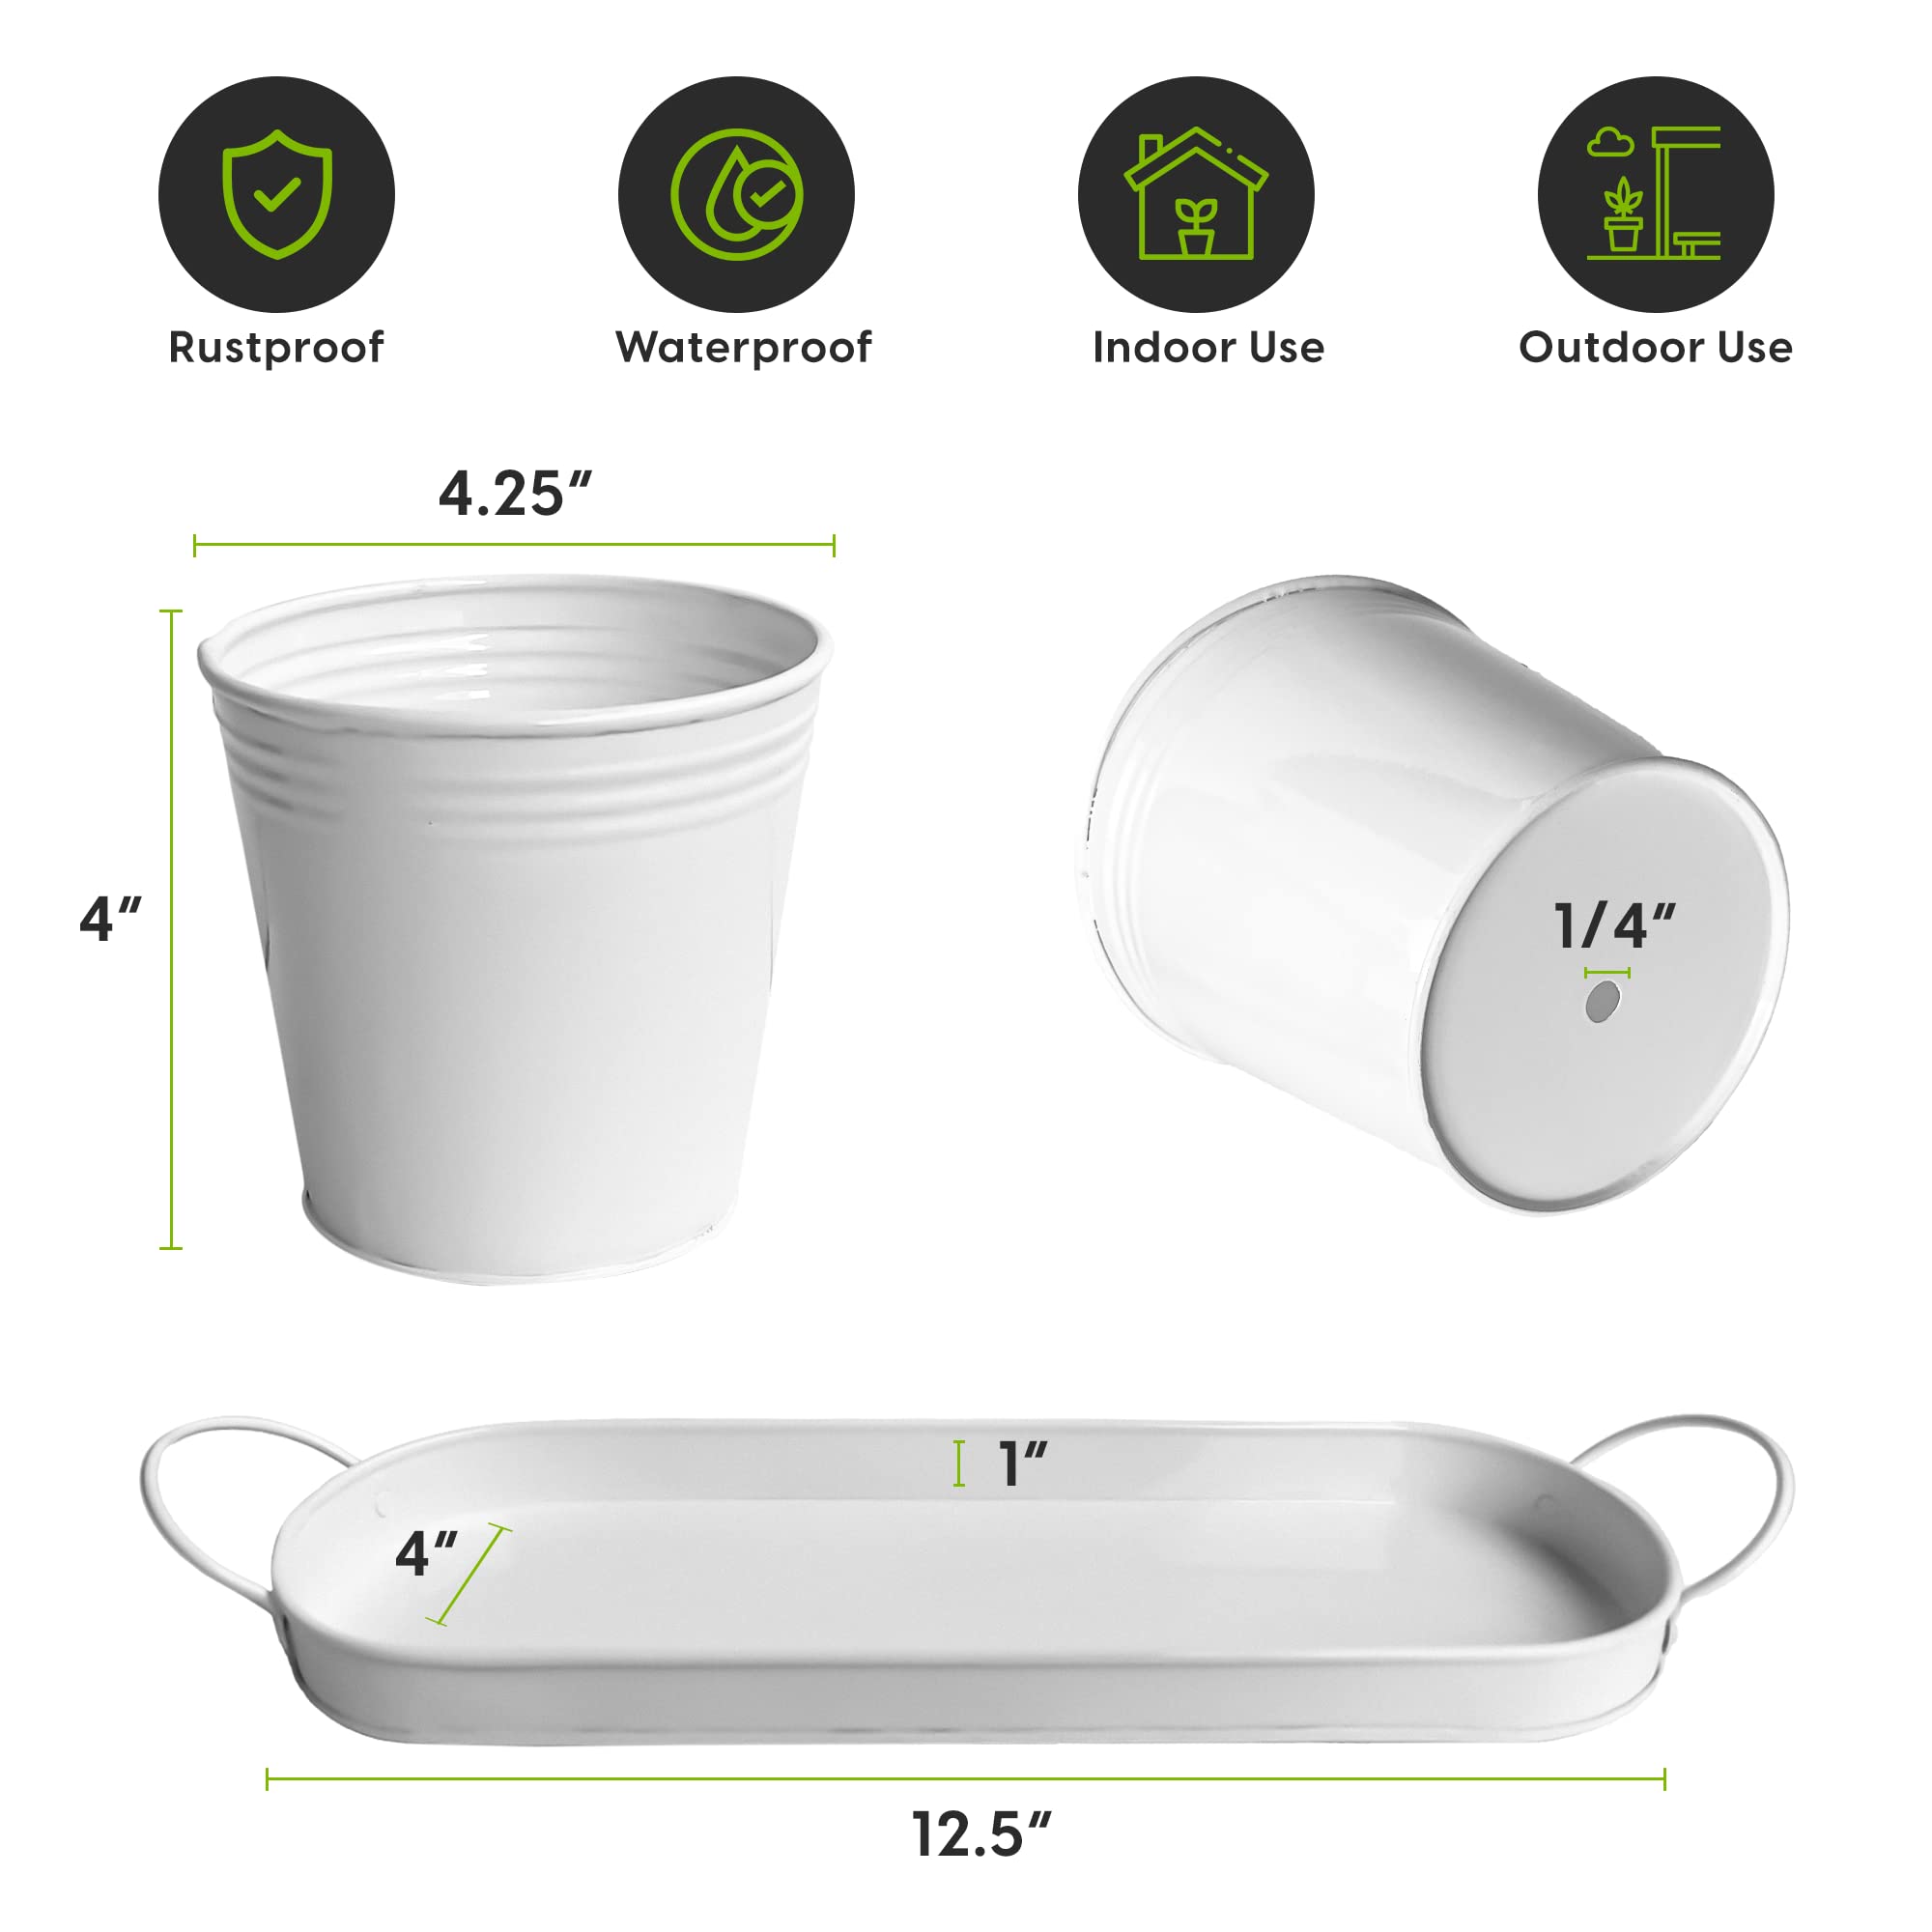 Rustproof
Waterproof
Indoor Use
Outdoor Use
4.25"
4"
1/4"
1"
4"
12.5"